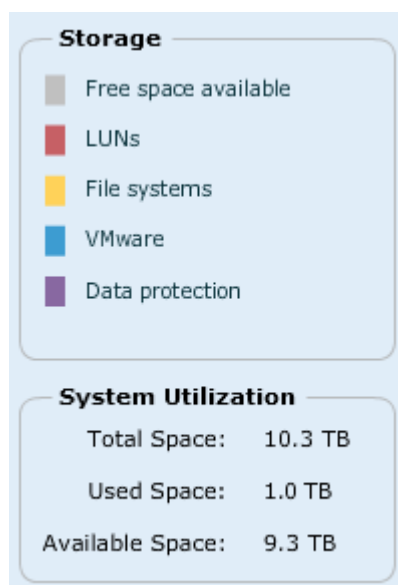 Storage
Free space available
LUNs
File systems
VMware
Data protection
System Utilization
Total Space: 10.3 TB
Used Space: 1.0 TB
Available Space: 9.3 TB